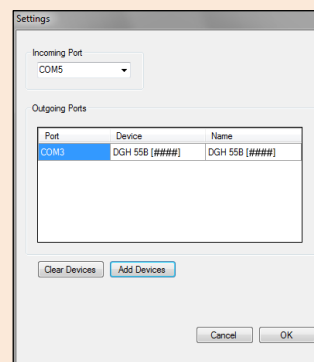 Settings
Incoming Port
COM5
Outgoing Ports
Port Device Name
COM3 DGH 55B [####] DGH 55B [####]
Clear Devices Add Devices
Cancel OK